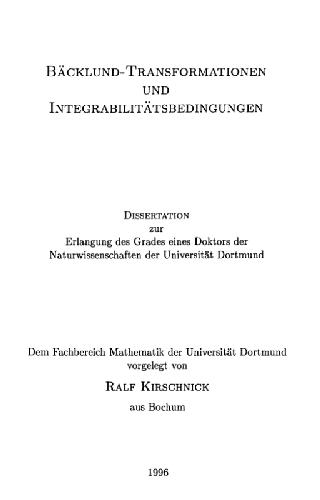 BÄCKLUND-TRANSFORMATIONEN
UND
INTEGRABILITÄTSBEDINGUNGEN
DISSERTATION
zur
Erlangung des Grades eines Doktors der
Naturwissenschaften der Universität Dortmund
Dem Fachbereich Mathematik der Universität Dortmund
vorgelegt von
RALF KIRSCHNICK
aus Bochum
1996